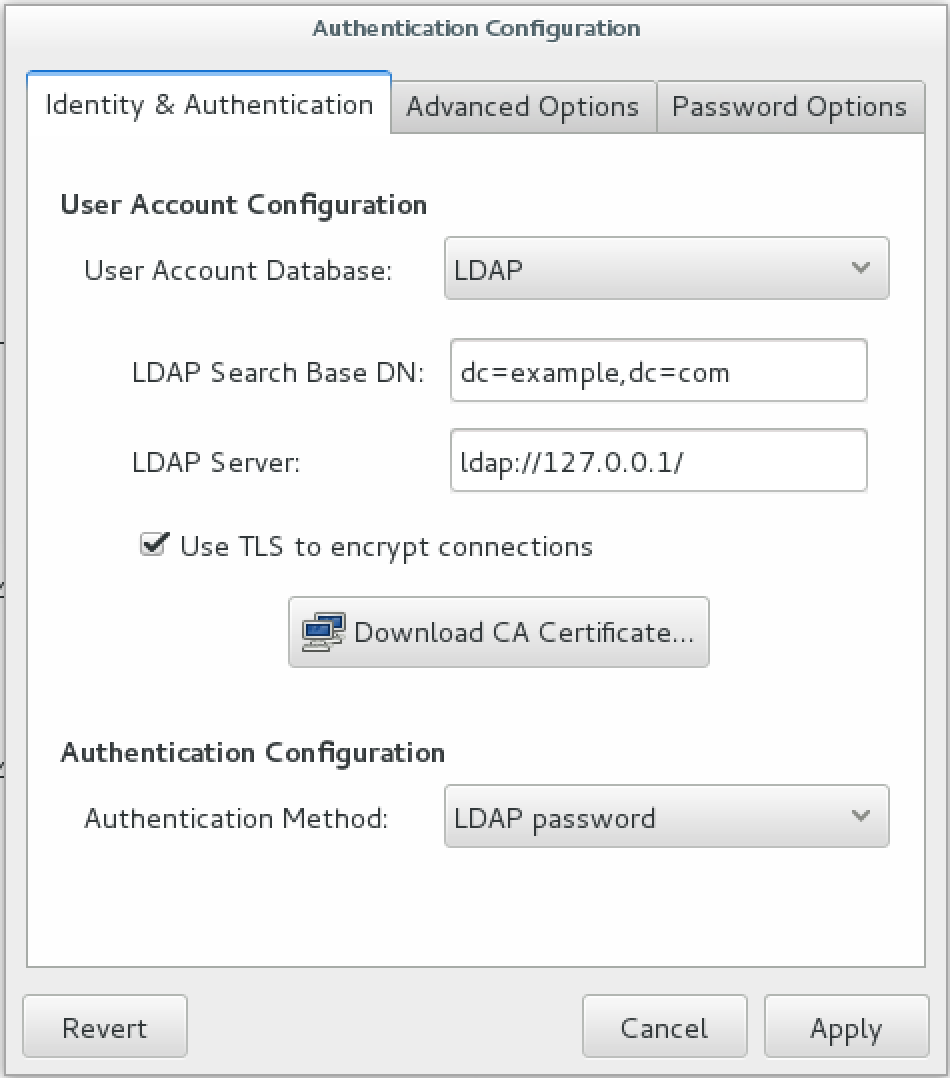 Authentication Configuration
Identity & Authentication
Advanced Options
Password Options
User Account Configuration
User Account Database:
LDAP
LDAP Search Base DN:
dc=example,dc=com
LDAP Server:
ldap://127.0.0.1/
Use TLS to encrypt connections
Download CA Certificate...
Authentication Configuration
Authentication Method:
LDAP password
Revert
Cancel
Apply